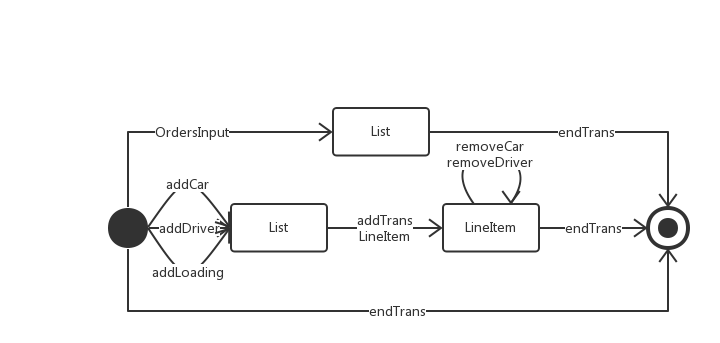 OrdersInput
List
endTrans
removeCar
removeDriver
addCar
addDriver
List
addTrans
LineItem
LineItem
endTrans
addLoading
endTrans